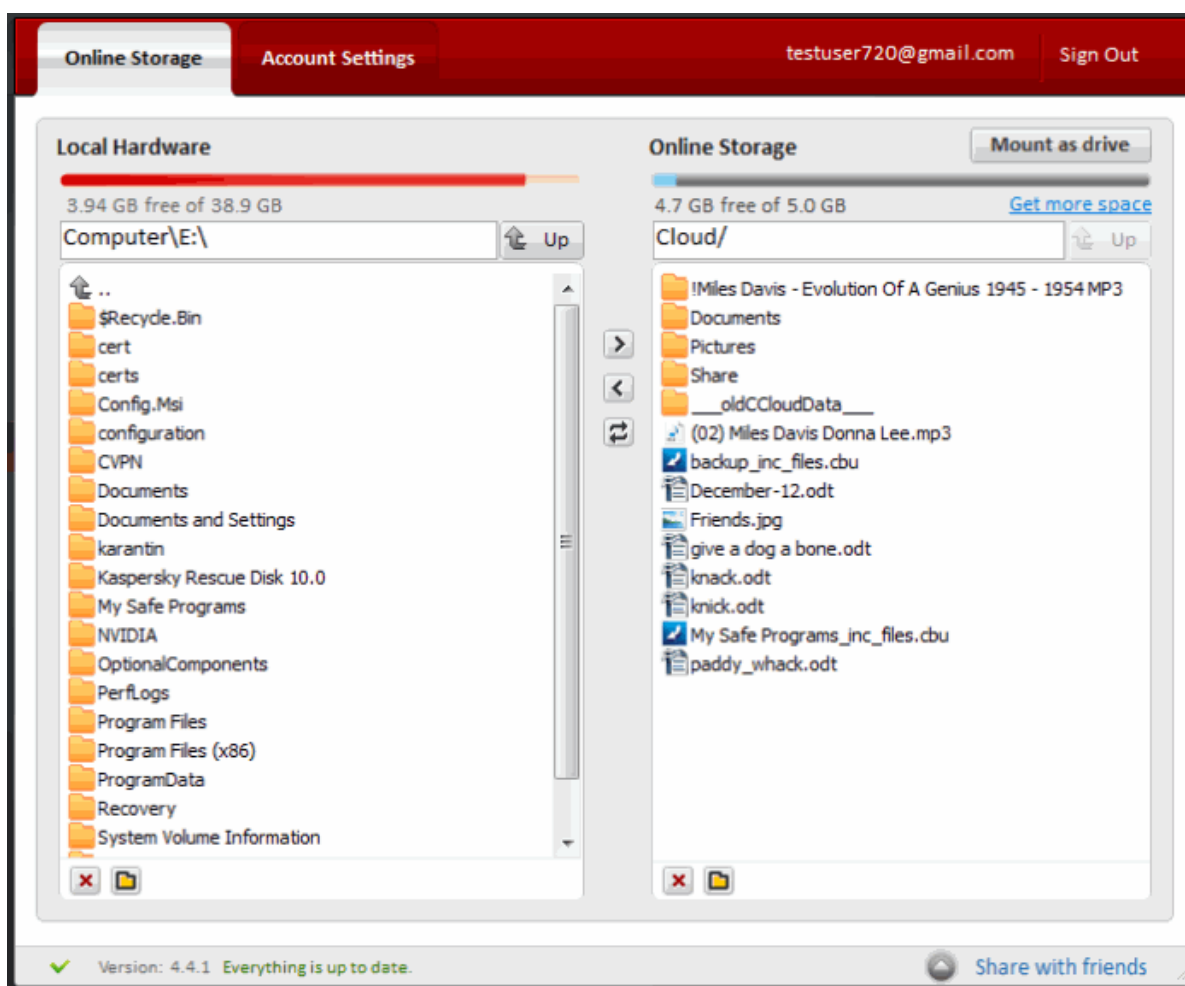 Online Storage
Account Settings
testuser720@gmail.com
Sign Out
Local Hardware
3.94 GB free of 38.9 GB
Computer\E:\
Up
..
$Recycle.Bin
cert
certs
Config.Msi
configuration
CVPN
Documents
Documents and Settings
karantin
Kaspersky Rescue Disk 10.0
My Safe Programs
NVIDIA
OptionalComponents
PerfLogs
Program Files
Program Files (x86)
ProgramData
Recovery
System Volume Information
Online Storage
Mount as drive
4.7 GB free of 5.0 GB
Get more space
Cloud/
Up
!Miles Davis - Evolution Of A Genius 1945 - 1954 MP3
Documents
Pictures
Share
___oldCCloudData___
(02) Miles Davis Donna Lee.mp3
backup_inc_files.cbu
December-12.odt
Friends.jpg
give a dog a bone.odt
knack.odt
knick.odt
My Safe Programs_inc_files.cbu
paddy_whack.odt
Version: 4.4.1 Everything is up to date.
Share with friends